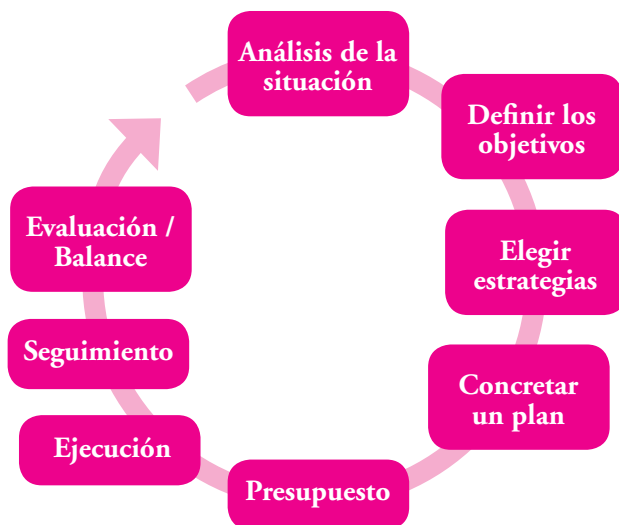 Análisis de la
situación
Definir los
objetivos
Elegir
estrategias
Concretar
un plan
Presupuesto
Ejecución
Seguimiento
Evaluación /
Balance